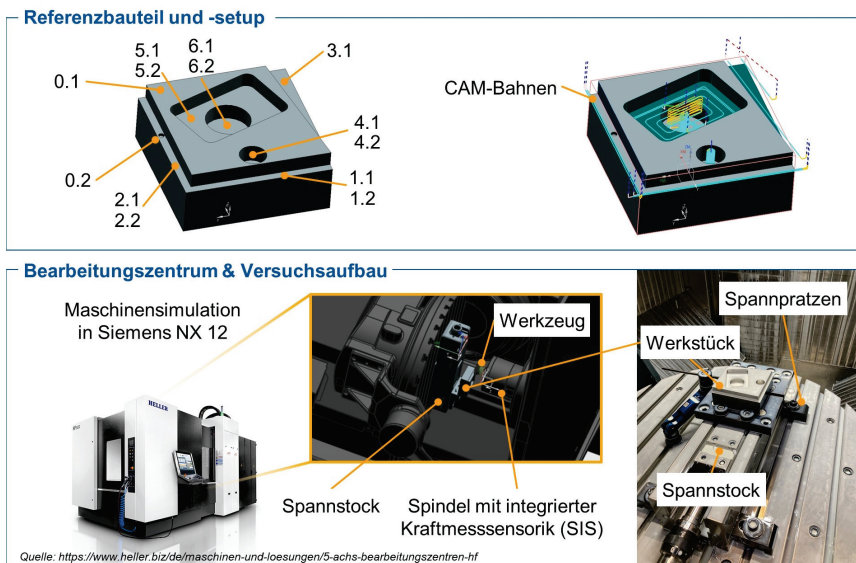 Referenzbauteil und -setup
0.1
5.1
5.2
6.1
6.2
3.1
4.1
4.2
0.2
2.1
2.2
1.1
1.2
CAM-Bahnen
Bearbeitungszentrum & Versuchsaufbau
Maschinensimulation
in Siemens NX 12
HELLER
Werkzeug
Spannstock
Spindel mit integrierter
Kraftmesssensorik (SIS)
Spannpratzen
Werkstück
Spannstock
Quelle: https://www.heller.biz/de/maschinen-und-loesungen/5-achs-bearbeitungszentren-hf